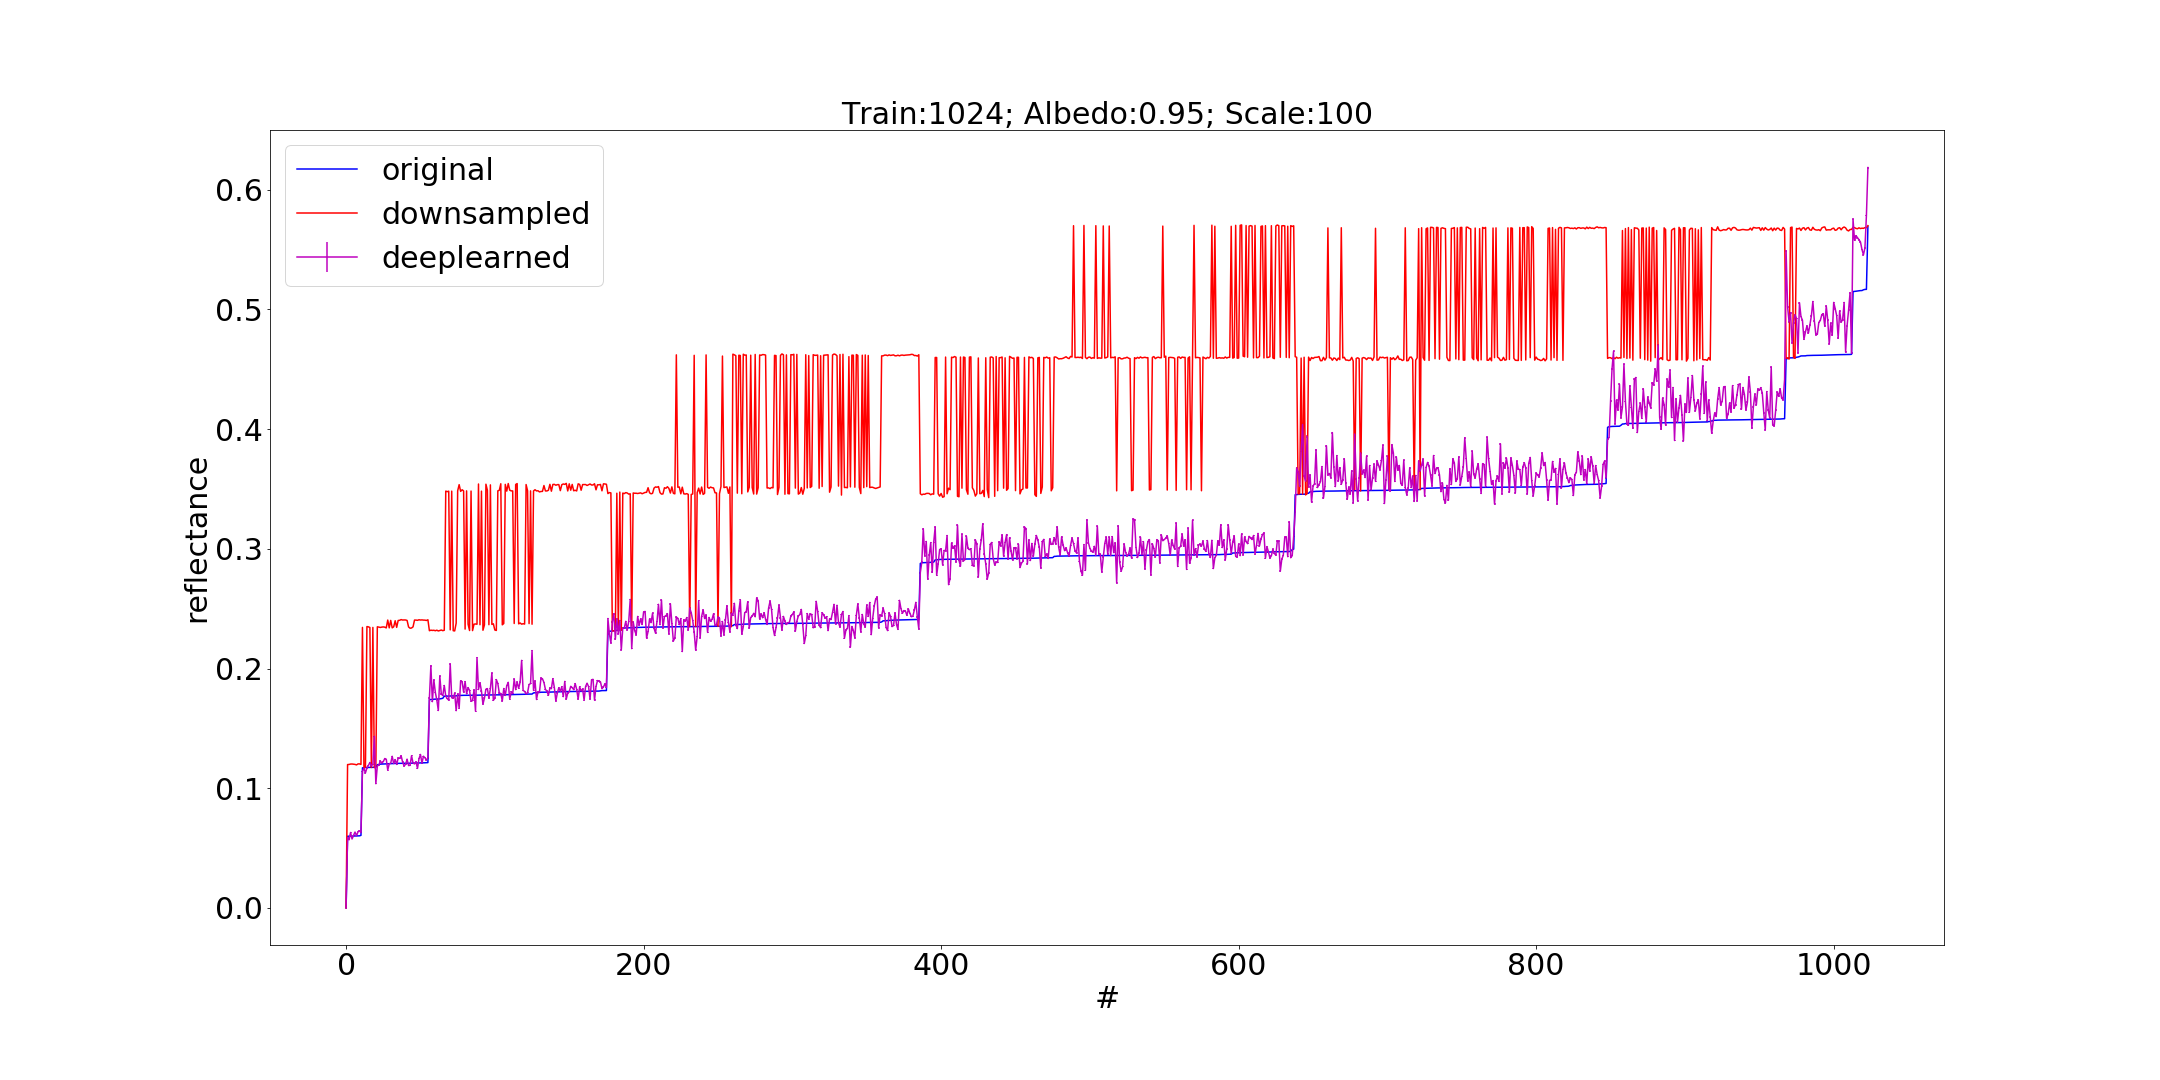 Train:1024; Albedo:0.95; Scale:100
original
downsampled
deeplearned
0.6
0.5
0.4
0.3
0.2
0.1
0.0
reflectance
0 200 400 600 800 1000
#